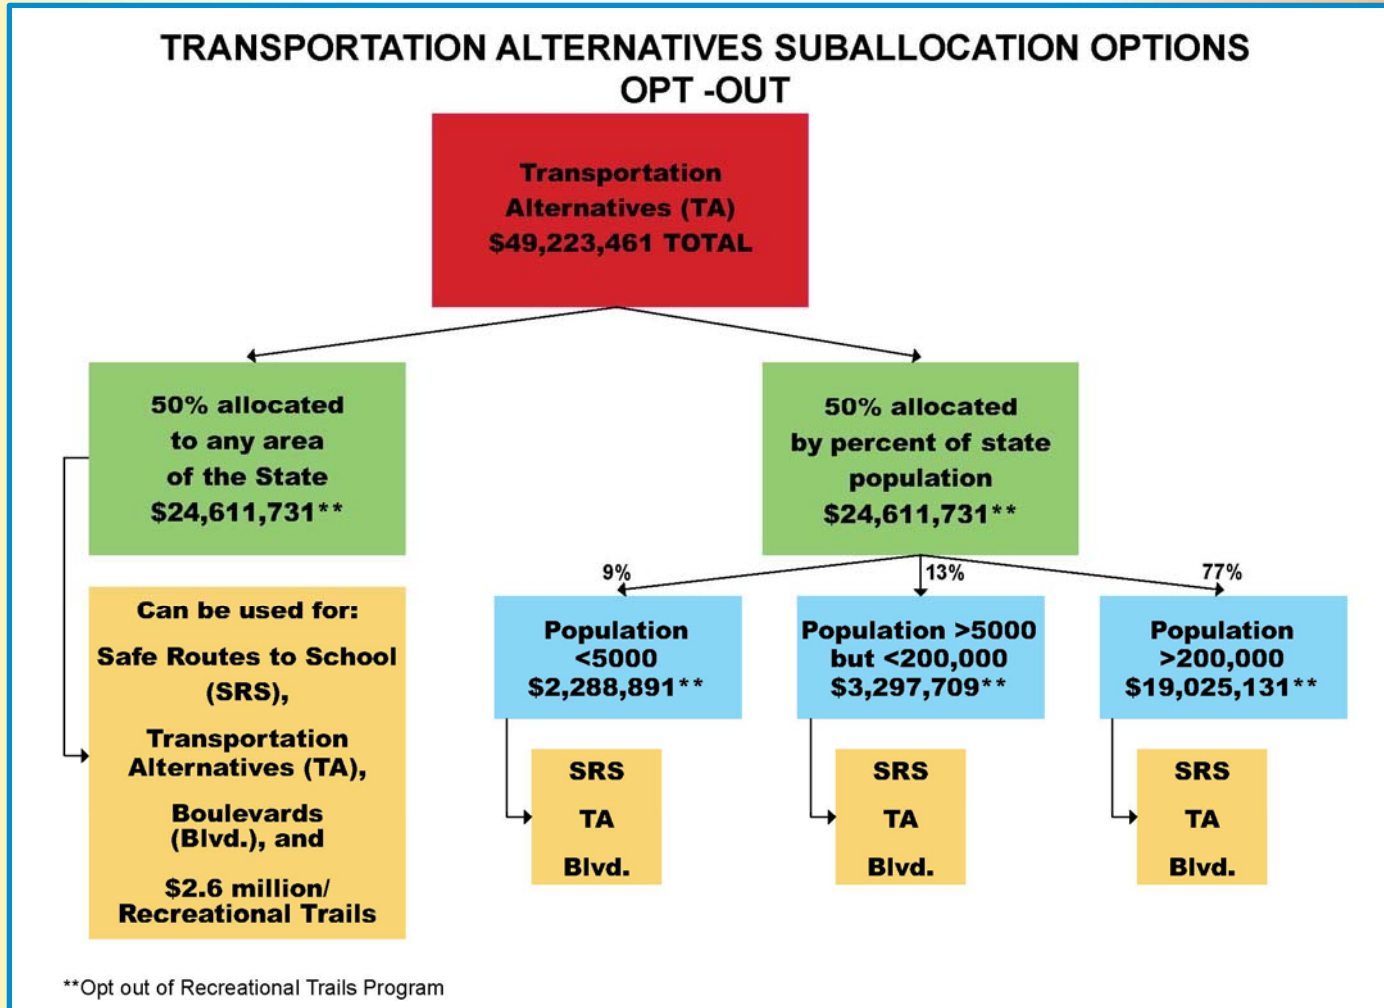 TRANSPORTATION ALTERNATIVES SUBALLOCATION OPTIONS
OPT -OUT
Transportation
Alternatives (TA)
$49,223,461 TOTAL
50% allocated
to any area
of the State
$24,611,731**
50% allocated
by percent of state
population
$24,611,731**
9%
13%
77%
Can be used for:
Safe Routes to School
(SRS),
Transportation
Alternatives (TA),
Boulevards
(Blvd.), and
$2.6 million/
Recreational Trails
Population
<5000
$2,288,891**
Population >5000
but <200,000
$3,297,709**
Population
>200,000
$19,025,131**
SRS
TA
Blvd.
SRS
TA
Blvd.
SRS
TA
Blvd.
**Opt out of Recreational Trails Program